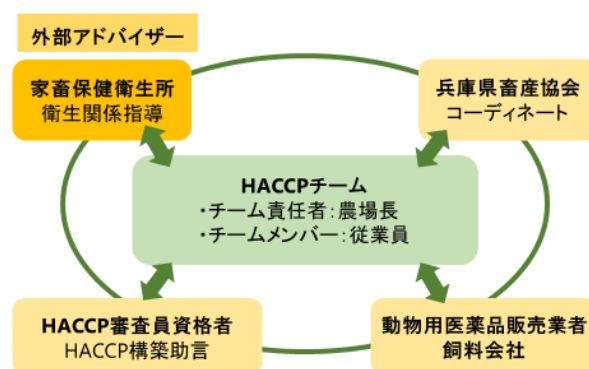 外部アドバイザー
家畜保健衛生所
衛生関係指導
兵庫県畜産協会
コーディネート
HACCPチーム
・チーム責任者：農場長
・チームメンバー：従業員
HACCP審査員資格者
HACCP構築助言
動物用医薬品販売業者
飼料会社